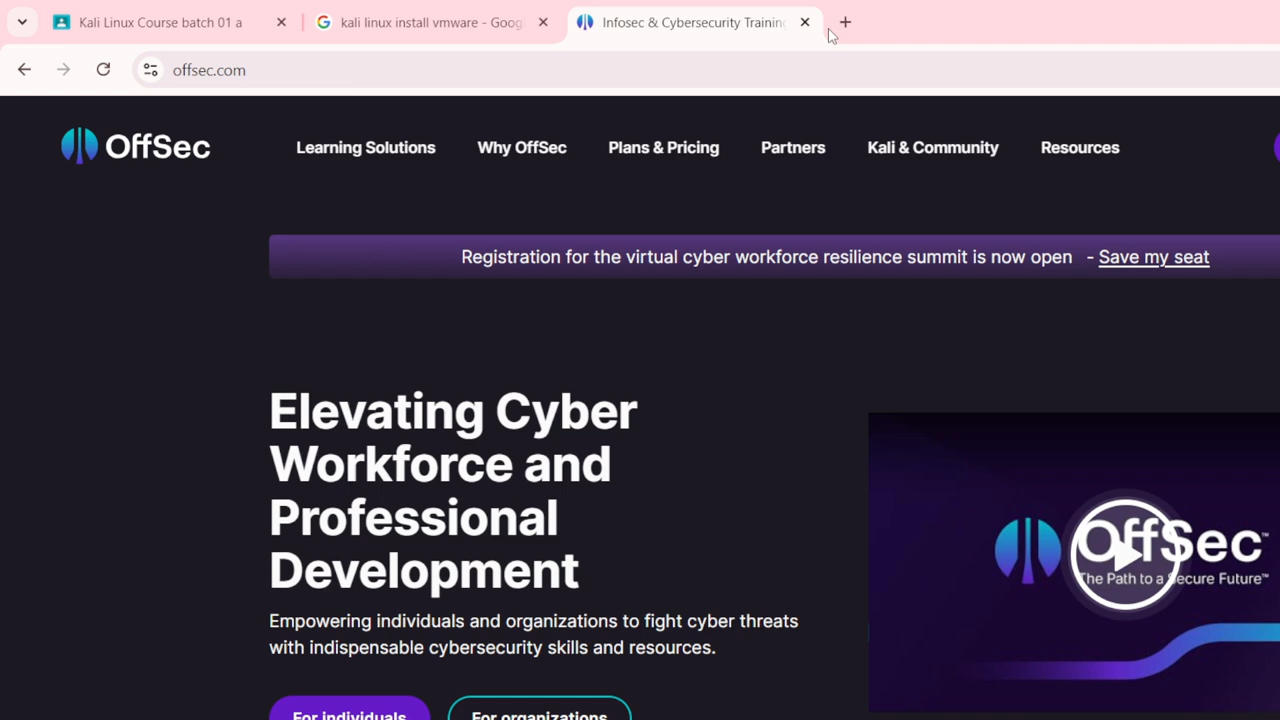 Kali Linux Course batch 01 a
kali linux install vmware - Goog
Infosec & Cybersecurity Training
offsec.com
OffSec
Learning Solutions
Why OffSec
Plans & Pricing
Partners
Kali & Community
Resources
Registration for the virtual cyber workforce resilience summit is now open - Save my seat
Elevating Cyber
Workforce and
Professional
Development
Empowering individuals and organizations to fight cyber threats
with indispensable cybersecurity skills and resources.
OffSec™
The Path to a Secure Future™
For individuals
For organizations